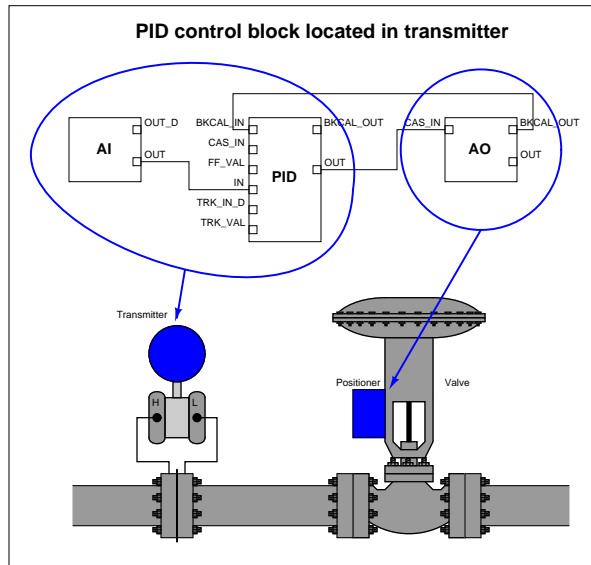 PID control block located in transmitter
OUT_D
AI
OUT
BKCAL_IN
CAS_IN
FF_VAL
IN
TRK_IN_D
TRK_VAL
PID
BKCAL_OUT
OUT
CAS_IN
AO
BKCAL_OUT
OUT
Transmitter
H
L
Positioner
Valve